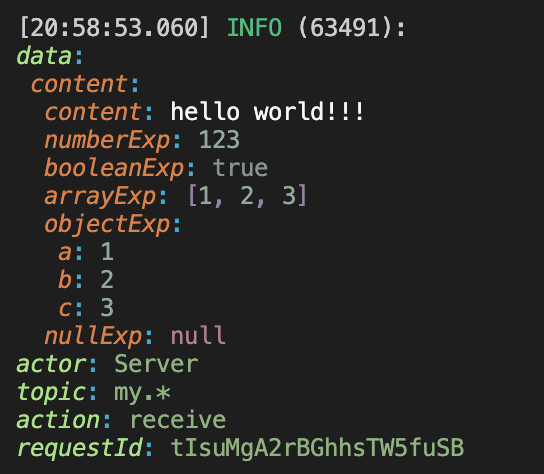 [20:58:53.060] INFO (63491):
data:
content:
content: hello world!!!
numberExp: 123
booleanExp: true
arrayExp: [1, 2, 3]
objectExp:
a: 1
b: 2
c: 3
nullExp: null
actor: Server
topic: my.*
action: receive
requestId: tIsuMgA2rBGhhsTW5fuSB